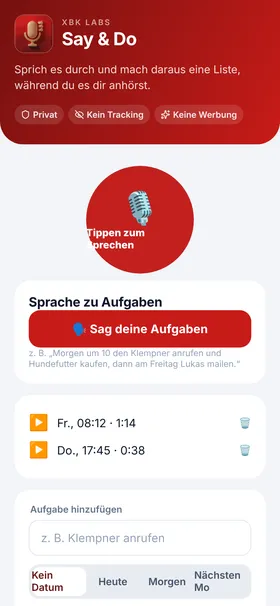 XBK LABS
Say & Do
Sprich es durch und mach daraus eine Liste,
während du es dir anhörst.
Privat
Kein Tracking
Keine Werbung
Tippen zum
Sprechen
Sprache zu Aufgaben
Sag deine Aufgaben
z. B. „Morgen um 10 den Klempner anrufen und
Hundefutter kaufen, dann am Freitag Lukas mailen.“
Fr., 08:12 · 1:14
Do., 17:45 · 0:38
Aufgabe hinzufügen
z. B. Klempner anrufen
Kein
Datum
Heute
Morgen
Nächsten
Mo